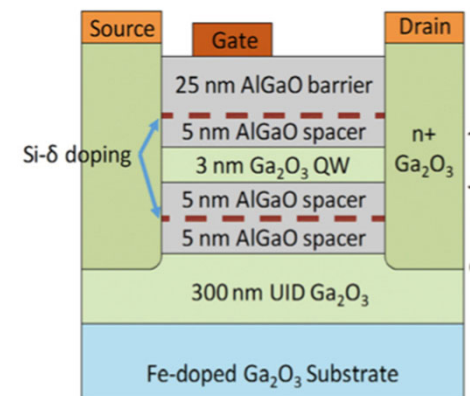 Source
Gate
Drain
25 nm AlGaO barrier
5 nm AlGaO spacer
Si-δ doping
3 nm Ga₂O₃ QW
n+
Ga₂O₃
5 nm AlGaO spacer
5 nm AlGaO spacer
300 nm UID Ga₂O₃
Fe-doped Ga₂O₃ Substrate